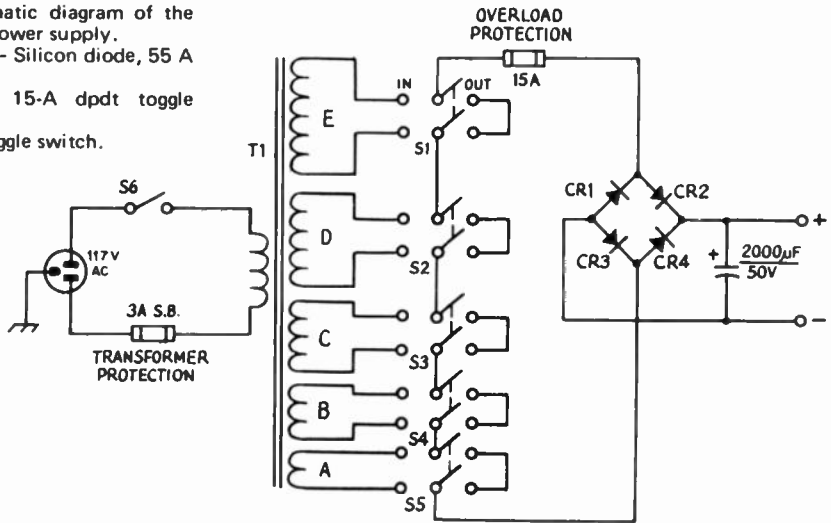 matic diagram of the
ower supply.
- Silicon diode, 55 A
15-A dpdt toggle
ggle switch.
OVERLOAD
PROTECTION
15A
IN
OUT
E
S1
T1
D
S2
C
S3
B
S4
A
S5
S6
117V
AC
3A S.B.
TRANSFORMER
PROTECTION
CR1
CR2
CR3
CR4
+
2000µF
50V
+
–